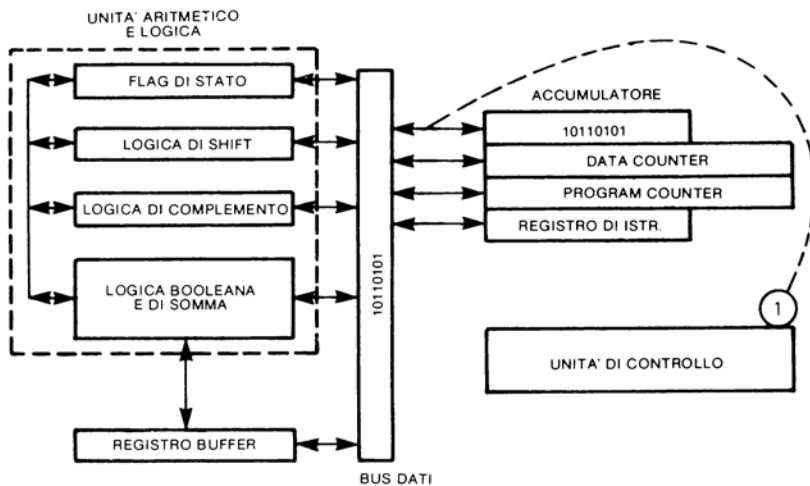 UNITA' ARITMETICO
E LOGICA
FLAG DI STATO
LOGICA DI SHIFT
LOGICA DI COMPLEMENTO
LOGICA BOOLEANA
E DI SOMMA
REGISTRO BUFFER
10110101
BUS DATI
ACCUMULATORE
10110101
DATA COUNTER
PROGRAM COUNTER
REGISTRO DI ISTR.
1
UNITA' DI CONTROLLO